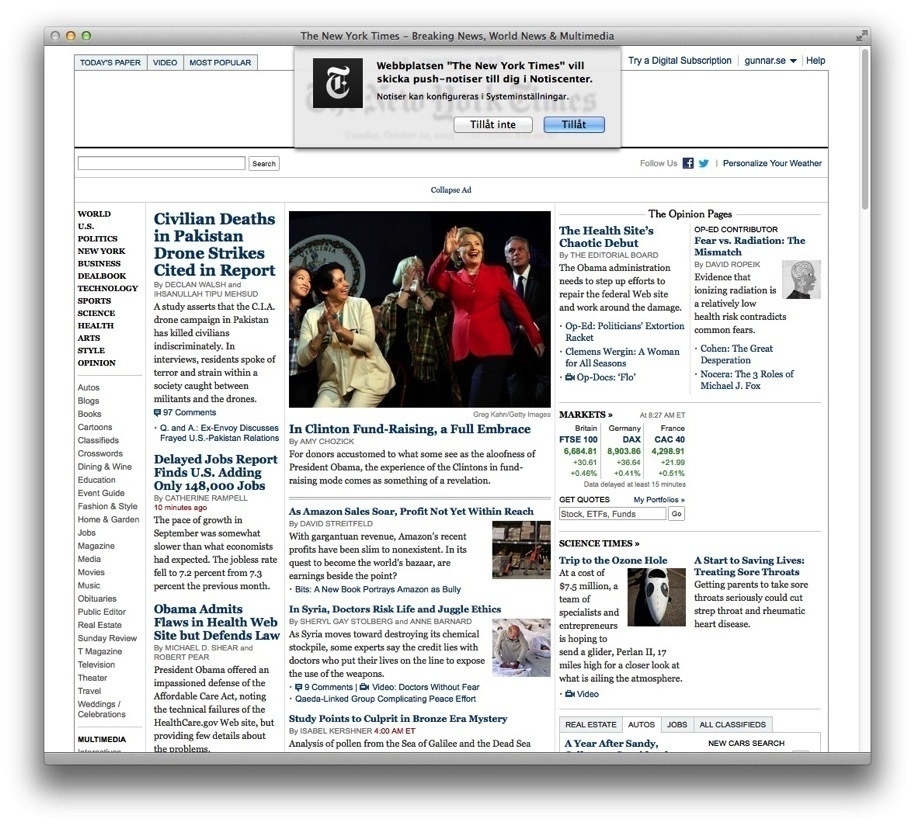 The New York Times – Breaking News, World News & Multimedia
TODAY'S PAPER
VIDEO
MOST POPULAR
Webbplatsen "The New York Times" vill
skicka push-notiser till dig i Notiscenter.
Notiser kan konfigureras i Systeminställningar.
Tillåt inte
Tillåt
Try a Digital Subscription
gunnar.se
Help
The New York Times
Search
Follow Us
Personalize Your Weather
Collapse Ad
WORLD
U.S.
POLITICS
NEW YORK
BUSINESS
DEALBOOK
TECHNOLOGY
SPORTS
SCIENCE
HEALTH
ARTS
STYLE
OPINION
Autos
Blogs
Books
Cartoons
Classifieds
Crosswords
Dining & Wine
Education
Event Guide
Fashion & Style
Home & Garden
Jobs
Magazine
Media
Movies
Music
Obituaries
Public Editor
Real Estate
Sunday Review
T Magazine
Television
Theater
Travel
Weddings /
Celebrations
MULTIMEDIA
Civilian Deaths
in Pakistan
Drone Strikes
Cited in Report
By DECLAN WALSH and
IHSANULLAH TIPU MEHSUD
A study asserts that the C.I.A.
drone campaign in Pakistan
has killed civilians
indiscriminately. In
interviews, residents spoke of
terror and strain within a
society caught between
militants and the drones.
97 Comments
· Q. and A.: Ex-Envoy Discusses
Frayed U.S.-Pakistan Relations
Delayed Jobs Report
Finds U.S. Adding
Only 148,000 Jobs
By CATHERINE RAMPELL
10 minutes ago
The pace of growth in
September was somewhat
slower than what economists
had expected. The jobless rate
fell to 7.2 percent from 7.3
percent the previous month.
Obama Admits
Flaws in Health Web
Site but Defends Law
By MICHAEL D. SHEAR and
ROBERT PEAR
President Obama offered an
impassioned defense of the
Affordable Care Act, noting
the technical failures of the
HealthCare.gov Web site, but
providing few details about
the problems.
Greg Kahn/Getty Images
In Clinton Fund-Raising, a Full Embrace
By AMY CHOZICK
For donors accustomed to what some see as the aloofness of
President Obama, the experience of the Clintons in fund-
raising mode comes as something of a revelation.
As Amazon Sales Soar, Profit Not Yet Within Reach
By DAVID STREITFELD
With gargantuan revenue, Amazon's recent
profits have been slim to nonexistent. In its
quest to become the world's bazaar, are
earnings beside the point?
· Bits: A New Book Portrays Amazon as Bully
In Syria, Doctors Risk Life and Juggle Ethics
By SHERYL GAY STOLBERG and ANNE BARNARD
As Syria moves toward destroying its chemical
stockpile, some experts say the credit lies with
doctors who put their lives on the line to expose
the use of the weapons.
· 9 Comments | Video: Doctors Without Fear
· Qaeda-Linked Group Complicating Peace Effort
Study Points to Culprit in Bronze Era Mystery
By ISABEL KERSHNER 4:00 AM ET
Analysis of pollen from the Sea of Galilee and the Dead Sea
The Opinion Pages
The Health Site's
Chaotic Debut
By THE EDITORIAL BOARD
The Obama administration
needs to step up efforts to
repair the federal Web site
and work around the damage.
· Op-Ed: Politicians' Extortion
Racket
· Clemens Wergin: A Woman
for All Seasons
· Op-Docs: 'Flo'
OP-ED CONTRIBUTOR
Fear vs. Radiation: The
Mismatch
By DAVID ROPEIK
Evidence that
ionizing radiation is
a relatively low
health risk contradicts
common fears.
· Cohen: The Great
Desperation
· Nocera: The 3 Roles of
Michael J. Fox
MARKETS » At 8:27 AM ET
Britain Germany France
FTSE 100 DAX CAC 40
6,684.81 8,903.86 4,298.91
+30.61 +36.64 +21.99
+0.46% +0.41% +0.51%
Data delayed at least 15 minutes
GET QUOTES My Portfolios »
Stock, ETFs, Funds Go
SCIENCE TIMES »
Trip to the Ozone Hole
At a cost of
$7.5 million, a
team of
specialists and
entrepreneurs
is hoping to
send a glider, Perlan II, 17
miles high for a closer look at
what is ailing the atmosphere.
· Video
A Start to Saving Lives:
Treating Sore Throats
Getting parents to take sore
throats seriously could cut
strep throat and rheumatic
heart disease.
REAL ESTATE
AUTOS
JOBS
ALL CLASSIFIEDS
A Year After Sandy,
NEW CARS SEARCH